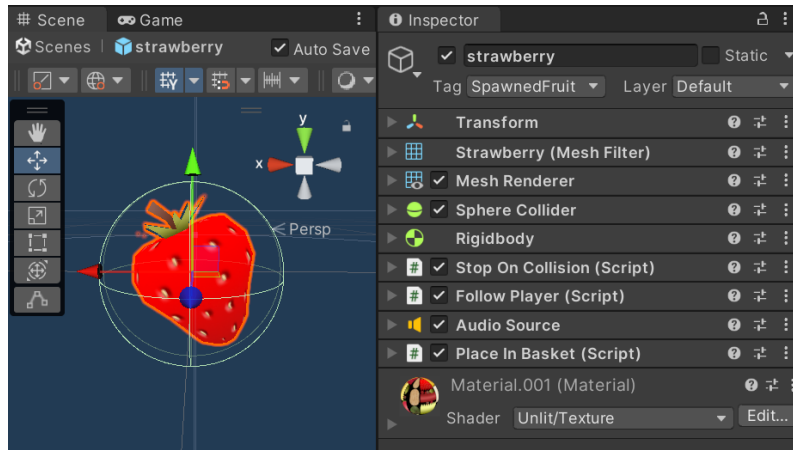 # Scene
Game
Scenes
strawberry
Auto Save
y
x
Persp
Inspector
strawberry
Static
Tag SpawnedFruit
Layer Default
Transform
Strawberry (Mesh Filter)
Mesh Renderer
Sphere Collider
Rigidbody
# Stop On Collision (Script)
# Follow Player (Script)
Audio Source
# Place In Basket (Script)
Material.001 (Material)
Shader Unlit/Texture
Edit...